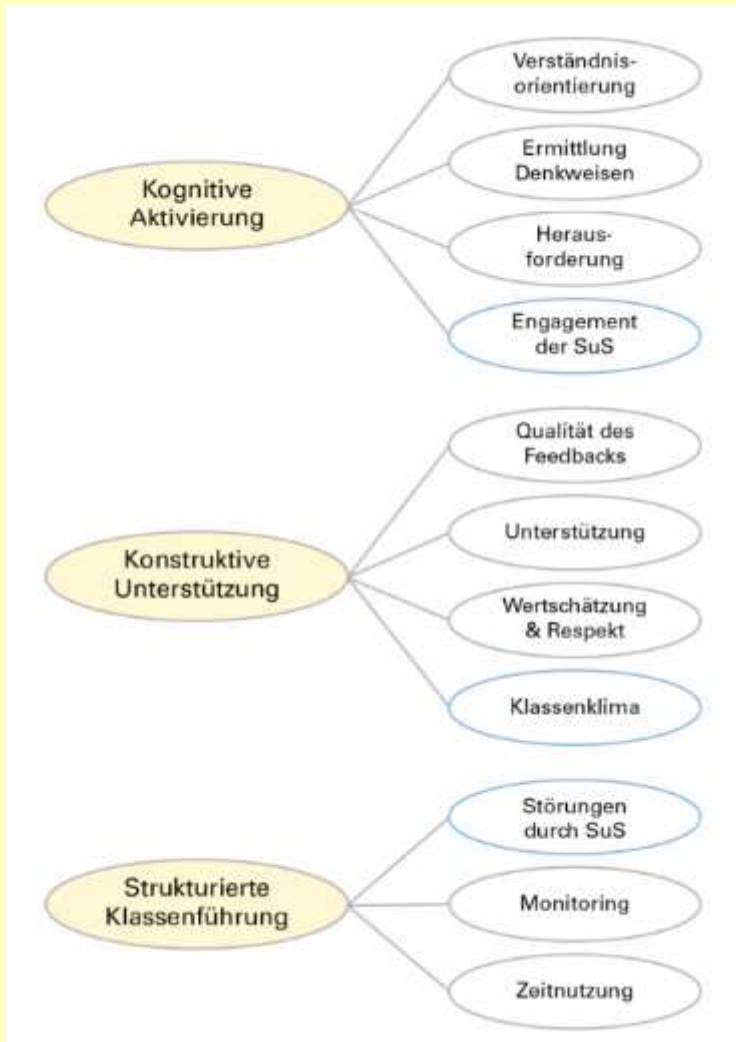 Kognitive
Aktivierung
Verständnis-
orientierung
Ermittlung
Denkweisen
Heraus-
forderung
Engagement
der SuS
Konstruktive
Unterstützung
Qualität des
Feedbacks
Unterstützung
Wertschätzung
& Respekt
Klassenklima
Strukturierte
Klassenführung
Störungen
durch SuS
Monitoring
Zeitnutzung